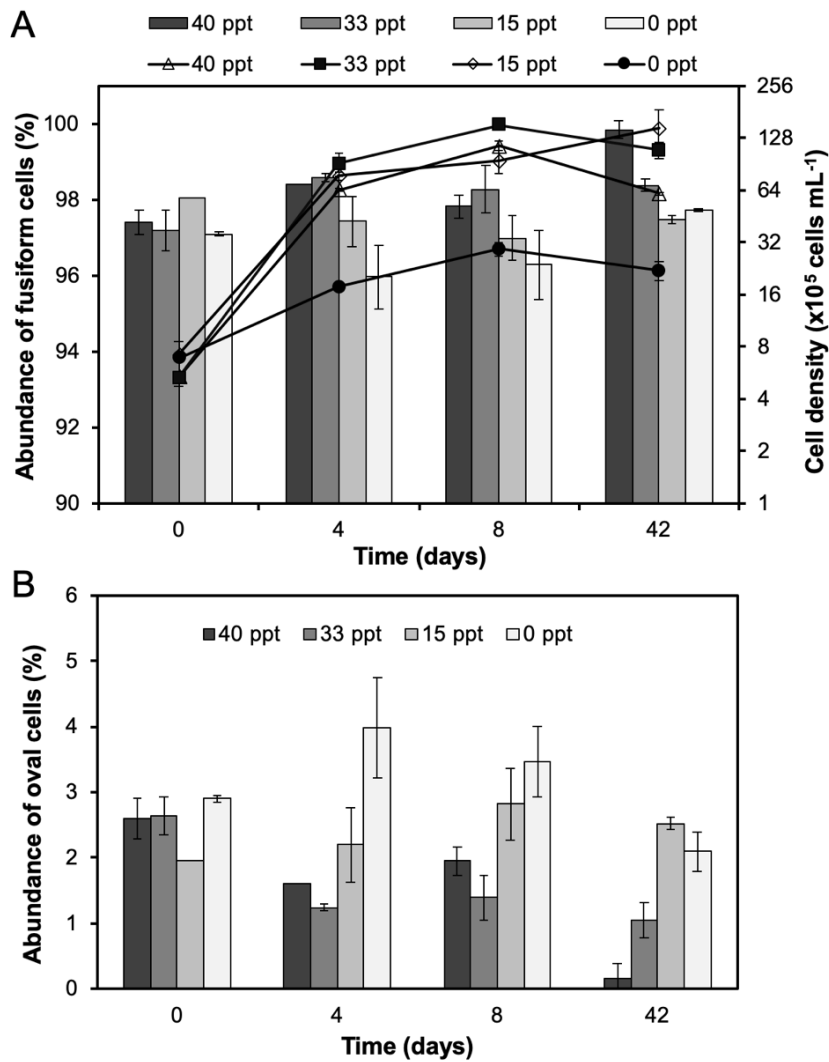 A
40 ppt 33 ppt 15 ppt 0 ppt
40 ppt 33 ppt 15 ppt 0 ppt
Abundance of fusiform cells (%)
100
98
96
94
92
90
256
128
64
32
16
8
4
2
1
Cell density (x10⁵ cells mL⁻¹)
0 4 8 42
Time (days)
B
Abundance of oval cells (%)
6
5
4
3
2
1
0
40 ppt 33 ppt 15 ppt 0 ppt
0 4 8 42
Time (days)